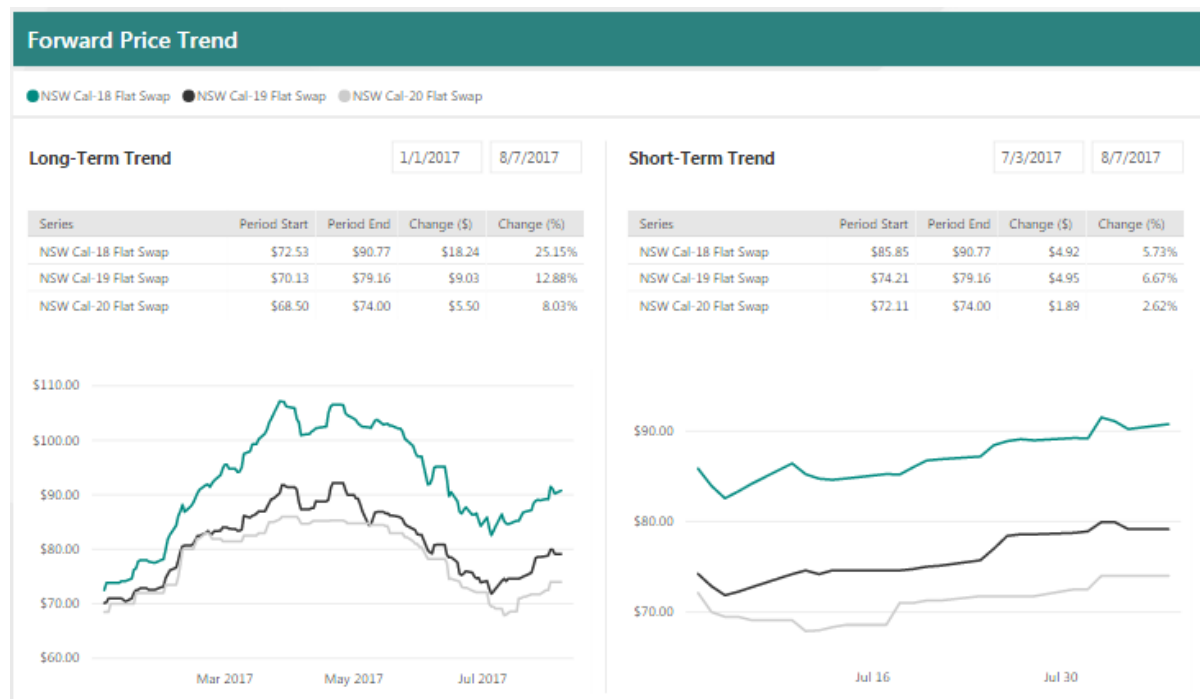 Forward Price Trend
NSW Cal-18 Flat Swap NSW Cal-19 Flat Swap NSW Cal-20 Flat Swap
Long-Term Trend 1/1/2017 8/7/2017
Series Period Start Period End Change ($) Change (%)
NSW Cal-18 Flat Swap $72.53 $90.77 $18.24 25.15%
NSW Cal-19 Flat Swap $70.13 $79.16 $9.03 12.88%
NSW Cal-20 Flat Swap $68.50 $74.00 $5.50 8.03%
$110.00
$100.00
$90.00
$80.00
$70.00
$60.00
Mar 2017 May 2017 Jul 2017
Short-Term Trend 7/3/2017 8/7/2017
Series Period Start Period End Change ($) Change (%)
NSW Cal-18 Flat Swap $85.85 $90.77 $4.92 5.73%
NSW Cal-19 Flat Swap $74.21 $79.16 $4.95 6.67%
NSW Cal-20 Flat Swap $72.11 $74.00 $1.89 2.62%
$90.00
$80.00
$70.00
Jul 16 Jul 30